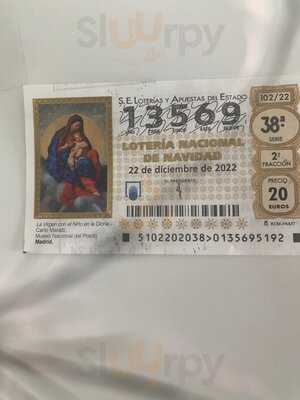 Slurpy
S.E. LOTERÍAS Y APUESTAS DEL ESTADO
102/22
13569
38ª
SERIE
LOTERÍA NACIONAL
DE NAVIDAD
2ª
FRACCIÓN
22 de diciembre de 2022
PRECIO
20
EUROS
La Virgen con el Niño en la Gloria.
Carlo Maratti.
Museo Nacional del Prado.
Madrid.
5102202038>0135695192
Slurpy